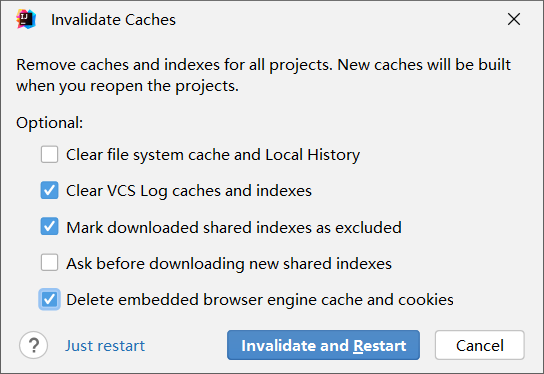 Invalidate Caches
Remove caches and indexes for all projects. New caches will be built
when you reopen the projects.
Optional:
Clear file system cache and Local History
Clear VCS Log caches and indexes
Mark downloaded shared indexes as excluded
Ask before downloading new shared indexes
Delete embedded browser engine cache and cookies
? Just restart Invalidate and Restart Cancel